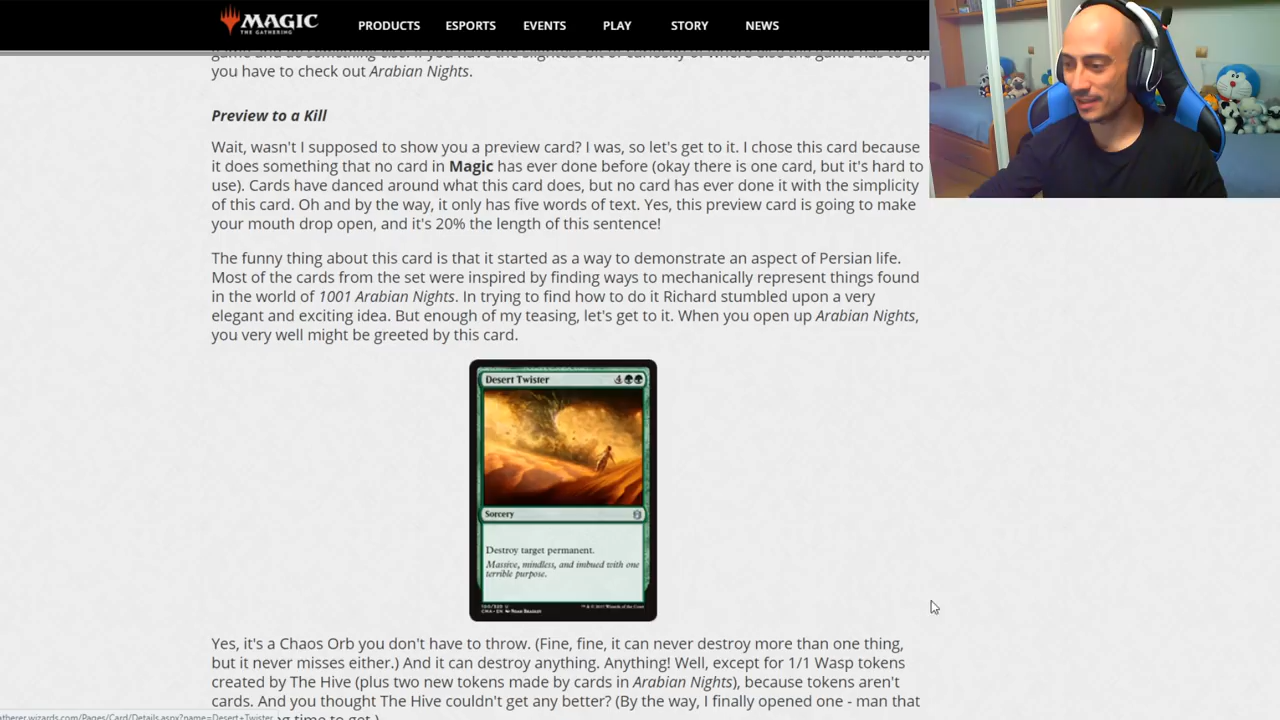 MAGIC
THE GATHERING
PRODUCTS ESPORTS EVENTS PLAY STORY NEWS
you have to check out Arabian Nights.
Preview to a Kill
Wait, wasn't I supposed to show you a preview card? I was, so let's get to it. I chose this card because
it does something that no card in Magic has ever done before (okay there is one card, but it's hard to
use). Cards have danced around what this card does, but no card has ever done it with the simplicity
of this card. Oh and by the way, it only has five words of text. Yes, this preview card is going to make
your mouth drop open, and it's 20% the length of this sentence!
The funny thing about this card is that it started as a way to demonstrate an aspect of Persian life.
Most of the cards from the set were inspired by finding ways to mechanically represent things found
in the world of 1001 Arabian Nights. In trying to find how to do it Richard stumbled upon a very
elegant and exciting idea. But enough of my teasing, let's get to it. When you open up Arabian Nights,
you very well might be greeted by this card.
Desert Twister 4
Sorcery
Destroy target permanent.
Massive, mindless, and imbued with one
terrible purpose.
Yes, it's a Chaos Orb you don't have to throw. (Fine, fine, it can never destroy more than one thing,
but it never misses either.) And it can destroy anything. Anything! Well, except for 1/1 Wasp tokens
created by The Hive (plus two new tokens made by cards in Arabian Nights), because tokens aren't
cards. And you thought The Hive couldn't get any better? (By the way, I finally opened one - man that
atherer.wizards.com/Pages/Card/Details.aspx?name=Desert+Twister